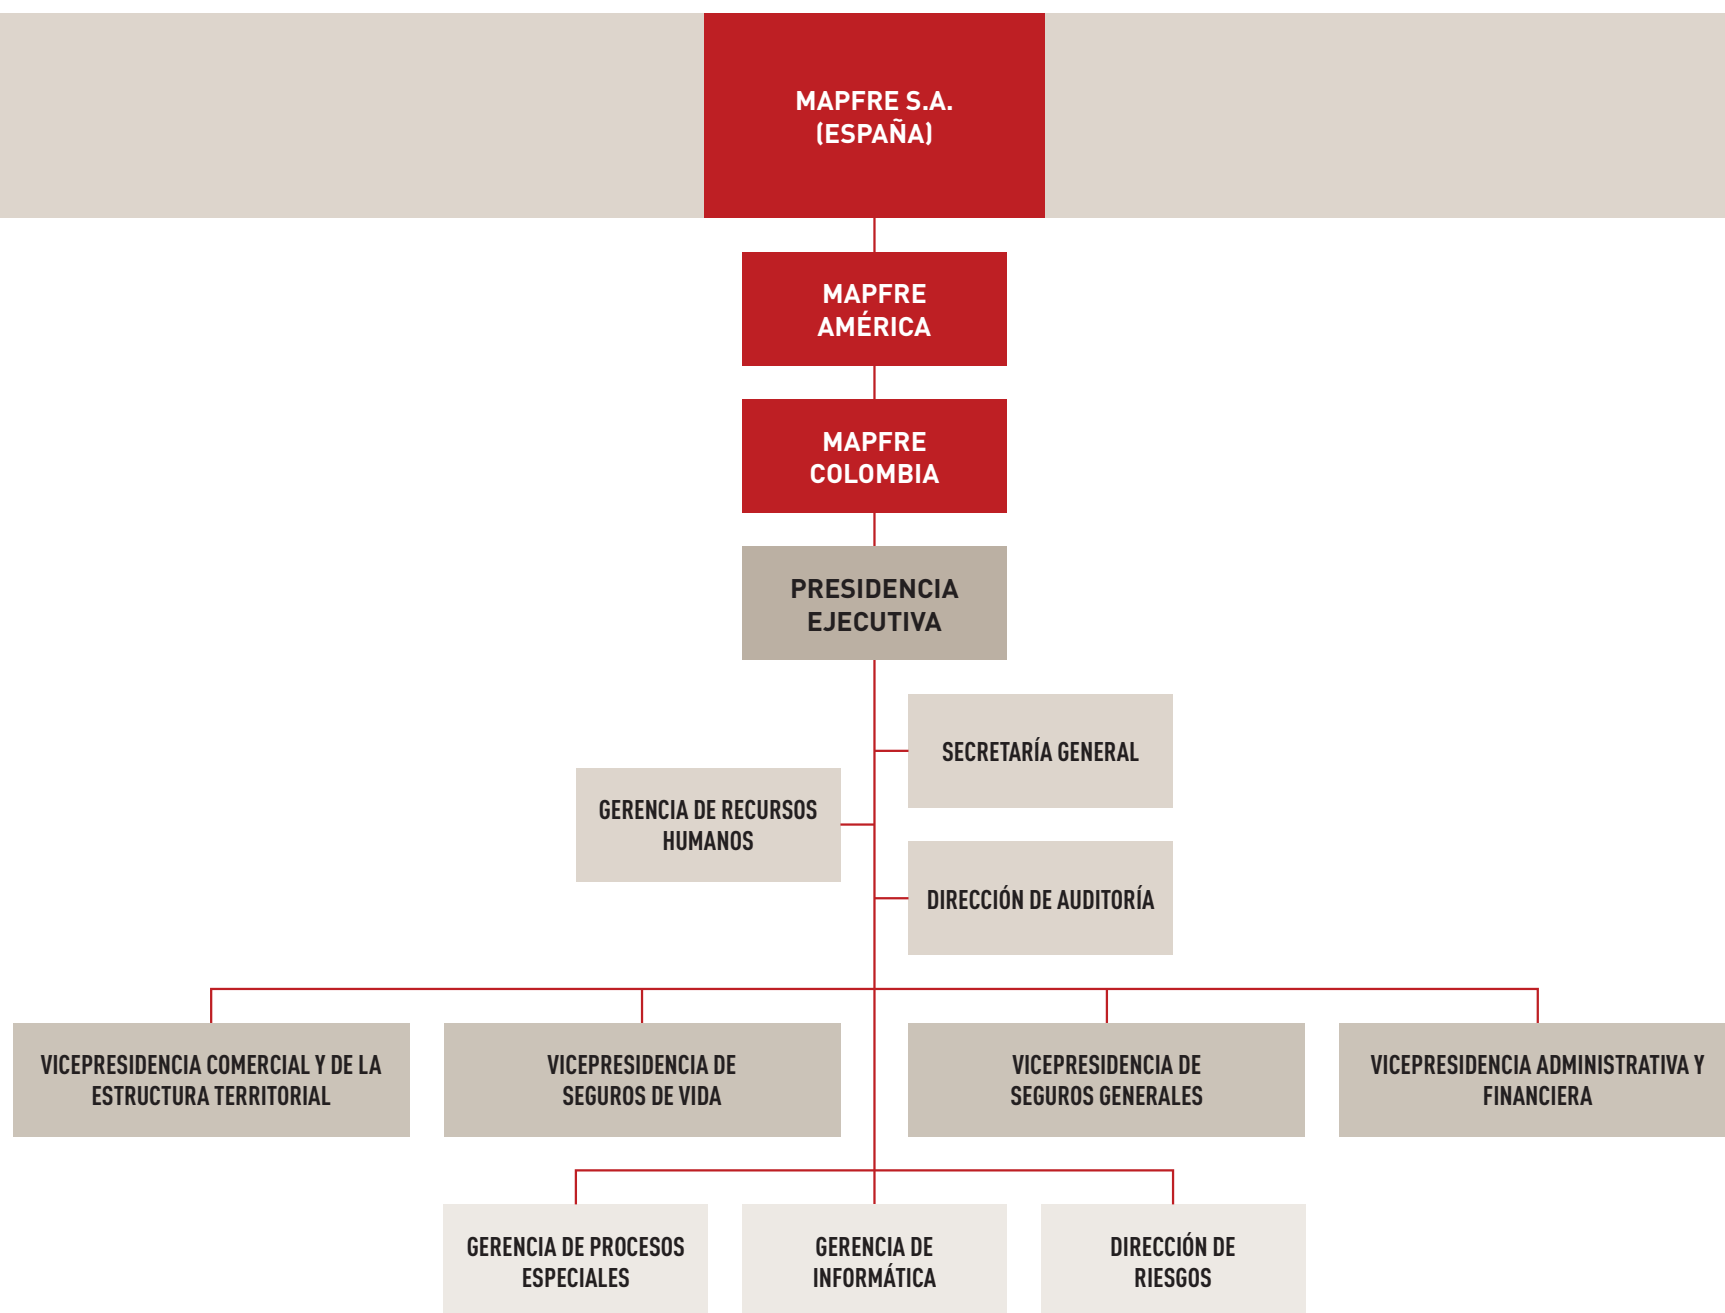 MAPFRE S.A.
(ESPAÑA)
MAPFRE
AMÉRICA
MAPFRE
COLOMBIA
PRESIDENCIA
EJECUTIVA
SECRETARÍA GENERAL
GERENCIA DE RECURSOS
HUMANOS
DIRECCIÓN DE AUDITORÍA
VICEPRESIDENCIA COMERCIAL Y DE LA
ESTRUCTURA TERRITORIAL
VICEPRESIDENCIA DE
SEGUROS DE VIDA
VICEPRESIDENCIA DE
SEGUROS GENERALES
VICEPRESIDENCIA ADMINISTRATIVA Y
FINANCIERA
GERENCIA DE PROCESOS
ESPECIALES
GERENCIA DE
INFORMÁTICA
DIRECCIÓN DE
RIESGOS